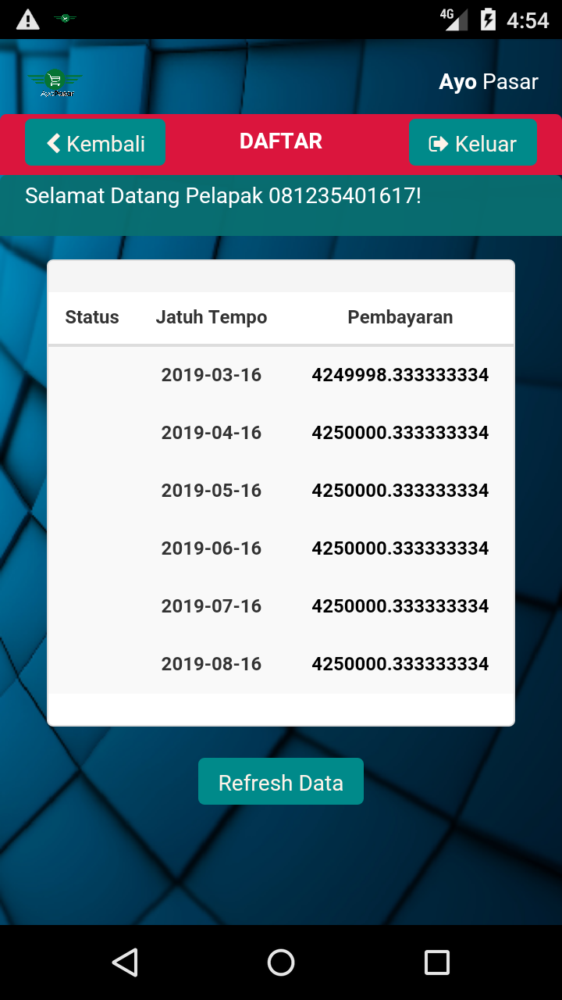 4G 4:54
AyoPasar
Ayo Pasar
Kembali DAFTAR Keluar
Selamat Datang Pelapak 081235401617!
Status Jatuh Tempo Pembayaran
2019-03-16 4249998.333333334
2019-04-16 4250000.333333334
2019-05-16 4250000.333333334
2019-06-16 4250000.333333334
2019-07-16 4250000.333333334
2019-08-16 4250000.333333334
Refresh Data